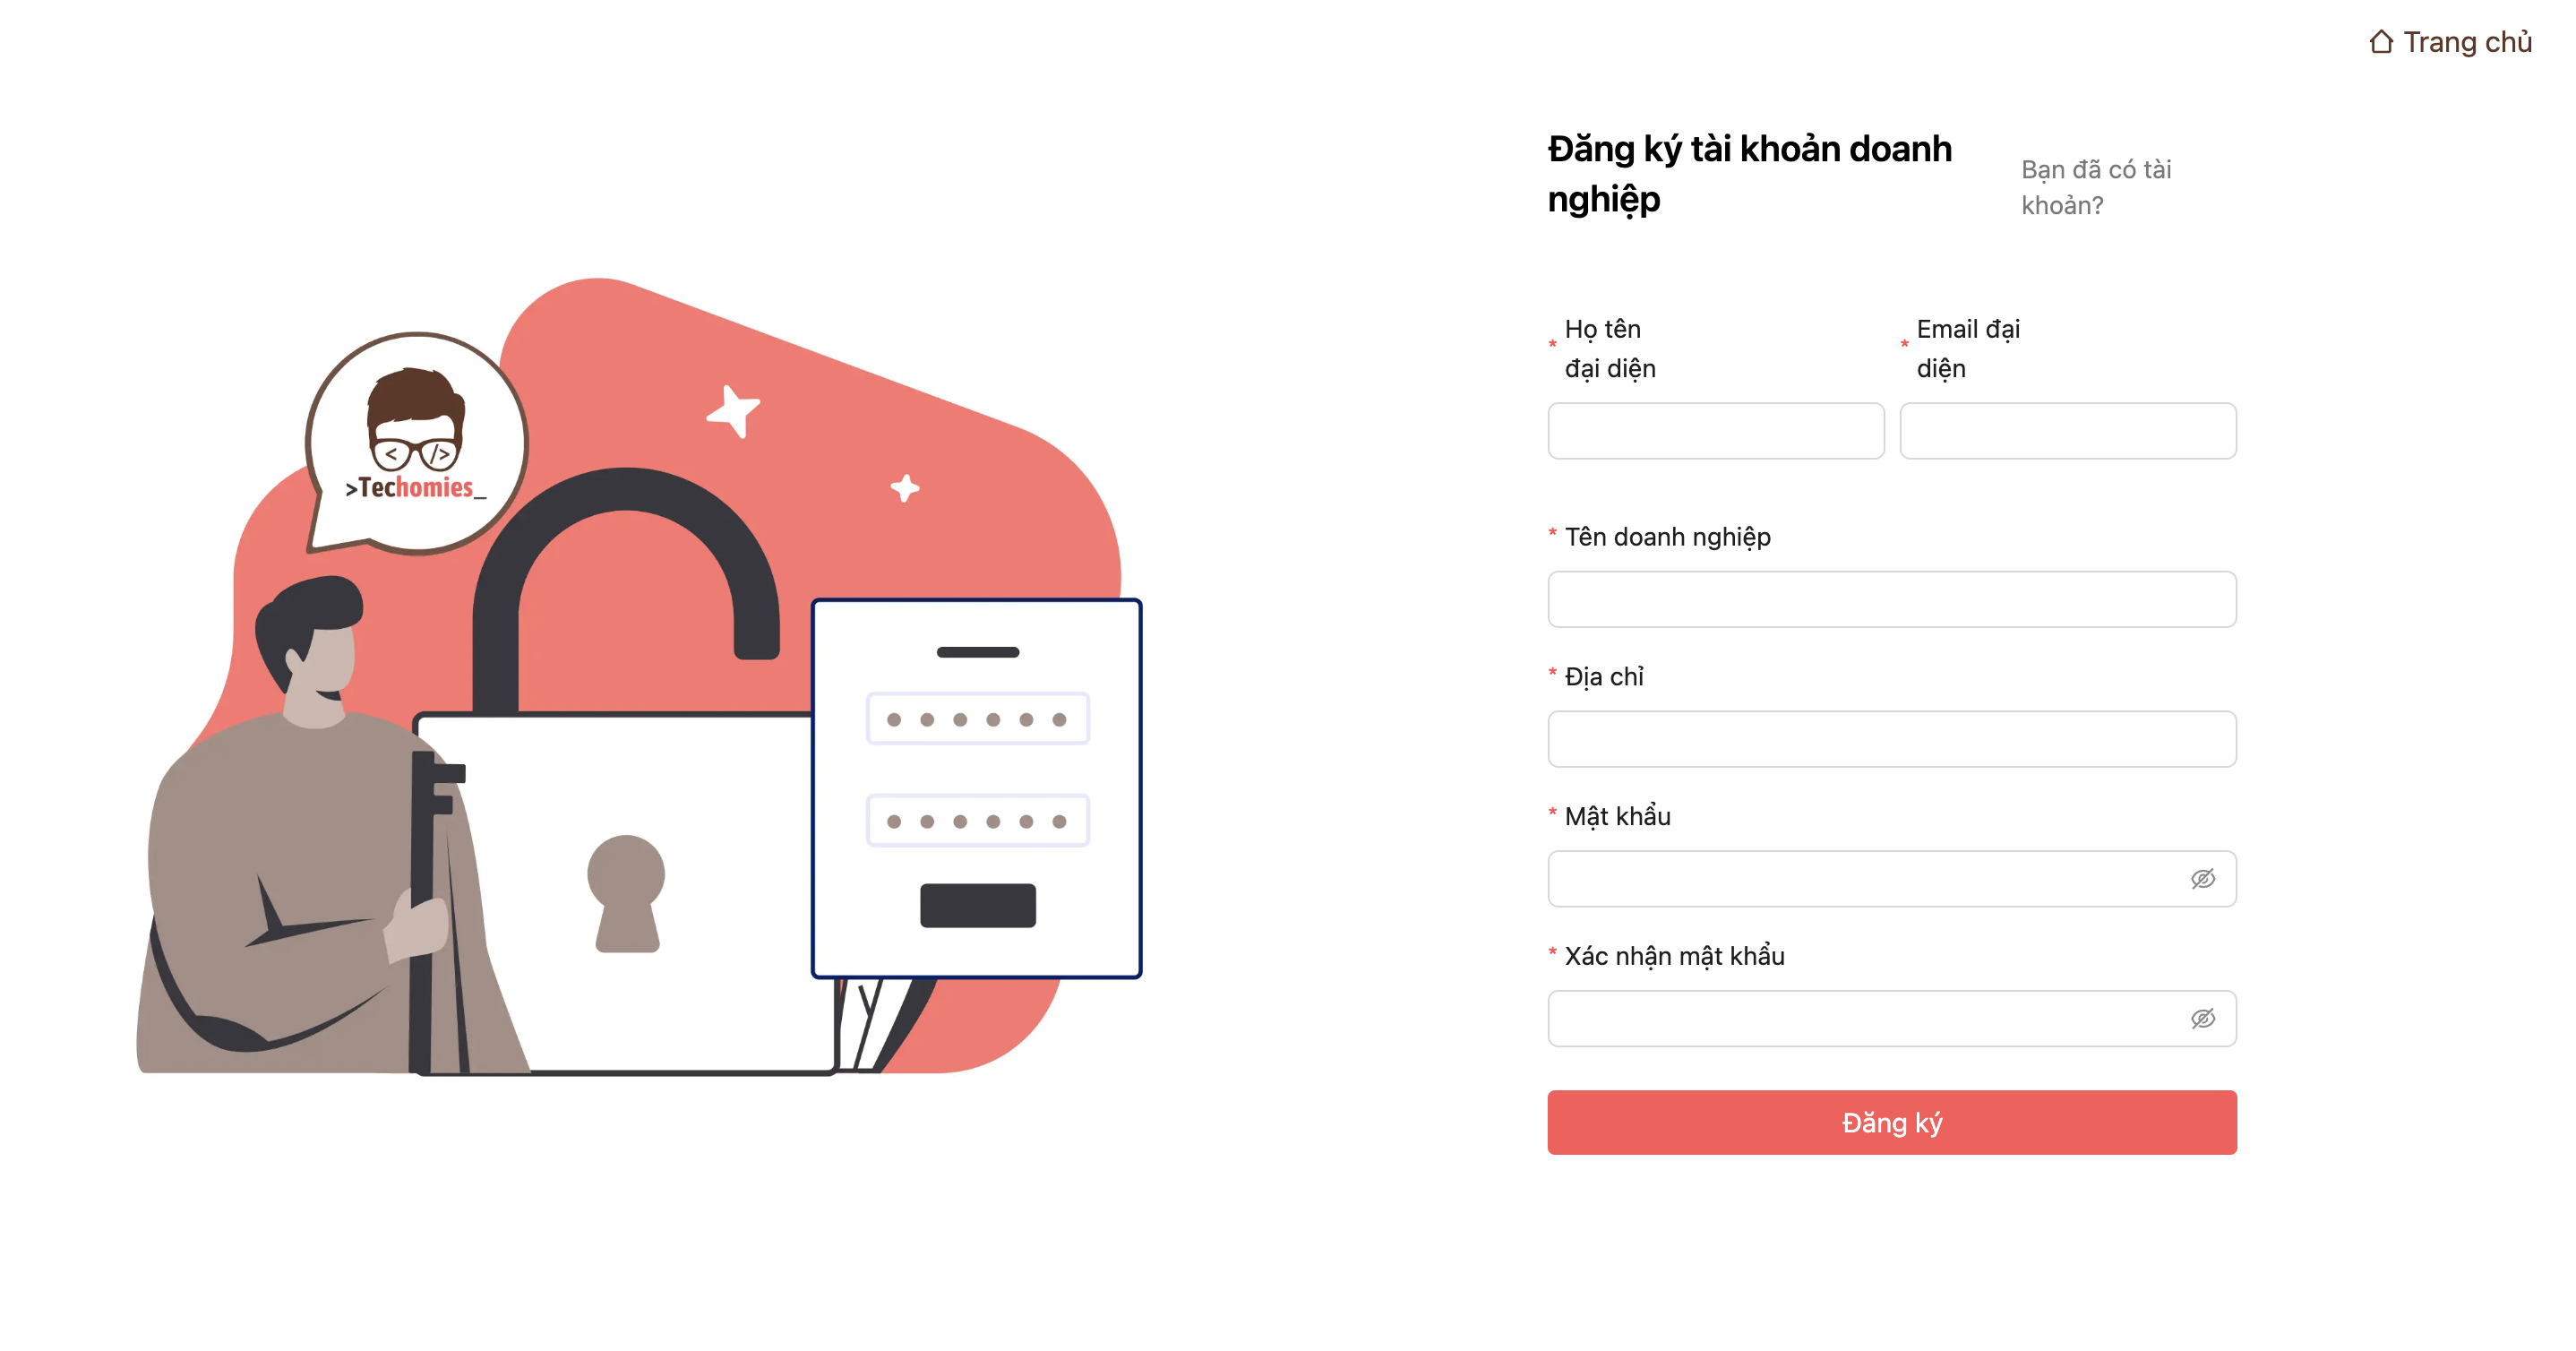 Trang chủ
Đăng ký tài khoản doanh
nghiệp
Bạn đã có tài
khoản?
* Họ tên
đại diện
* Email đại
diện
* Tên doanh nghiệp
* Địa chỉ
* Mật khẩu
* Xác nhận mật khẩu
Đăng ký
< />
>Techomies_